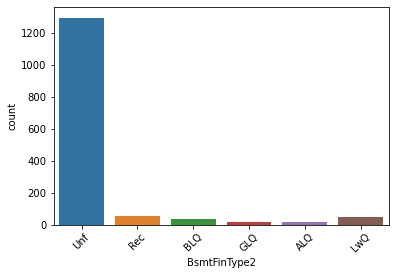 1200
1000
800
600
400
200
0
count
Unf
Rec
BLQ
GLQ
ALQ
LwQ
BsmtFinType2